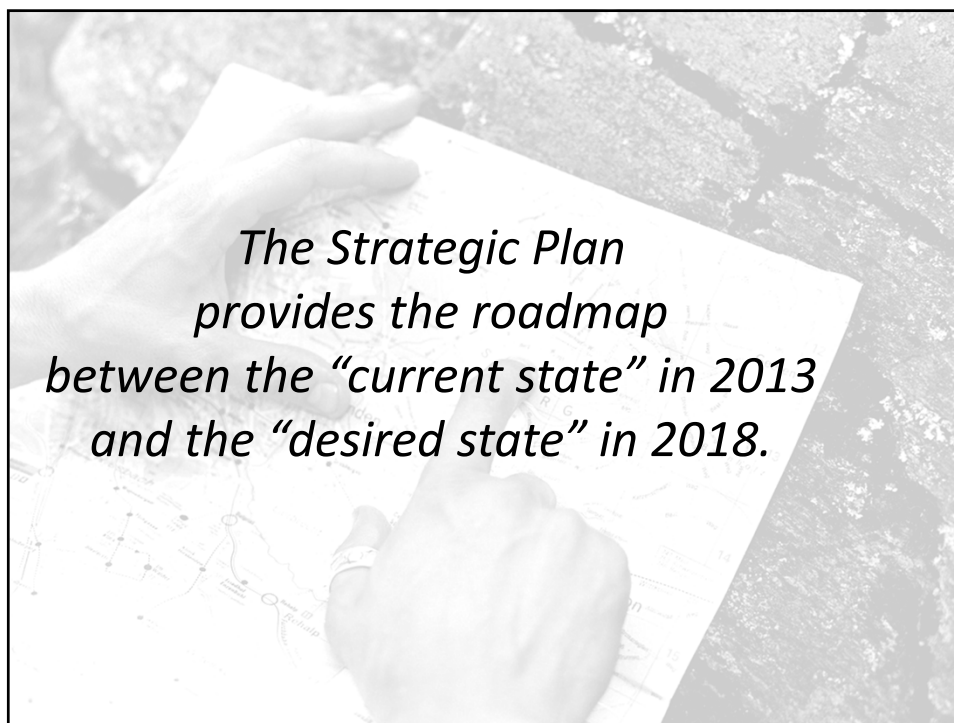 The Strategic Plan
provides the roadmap
between the “current state” in 2013
and the “desired state” in 2018.